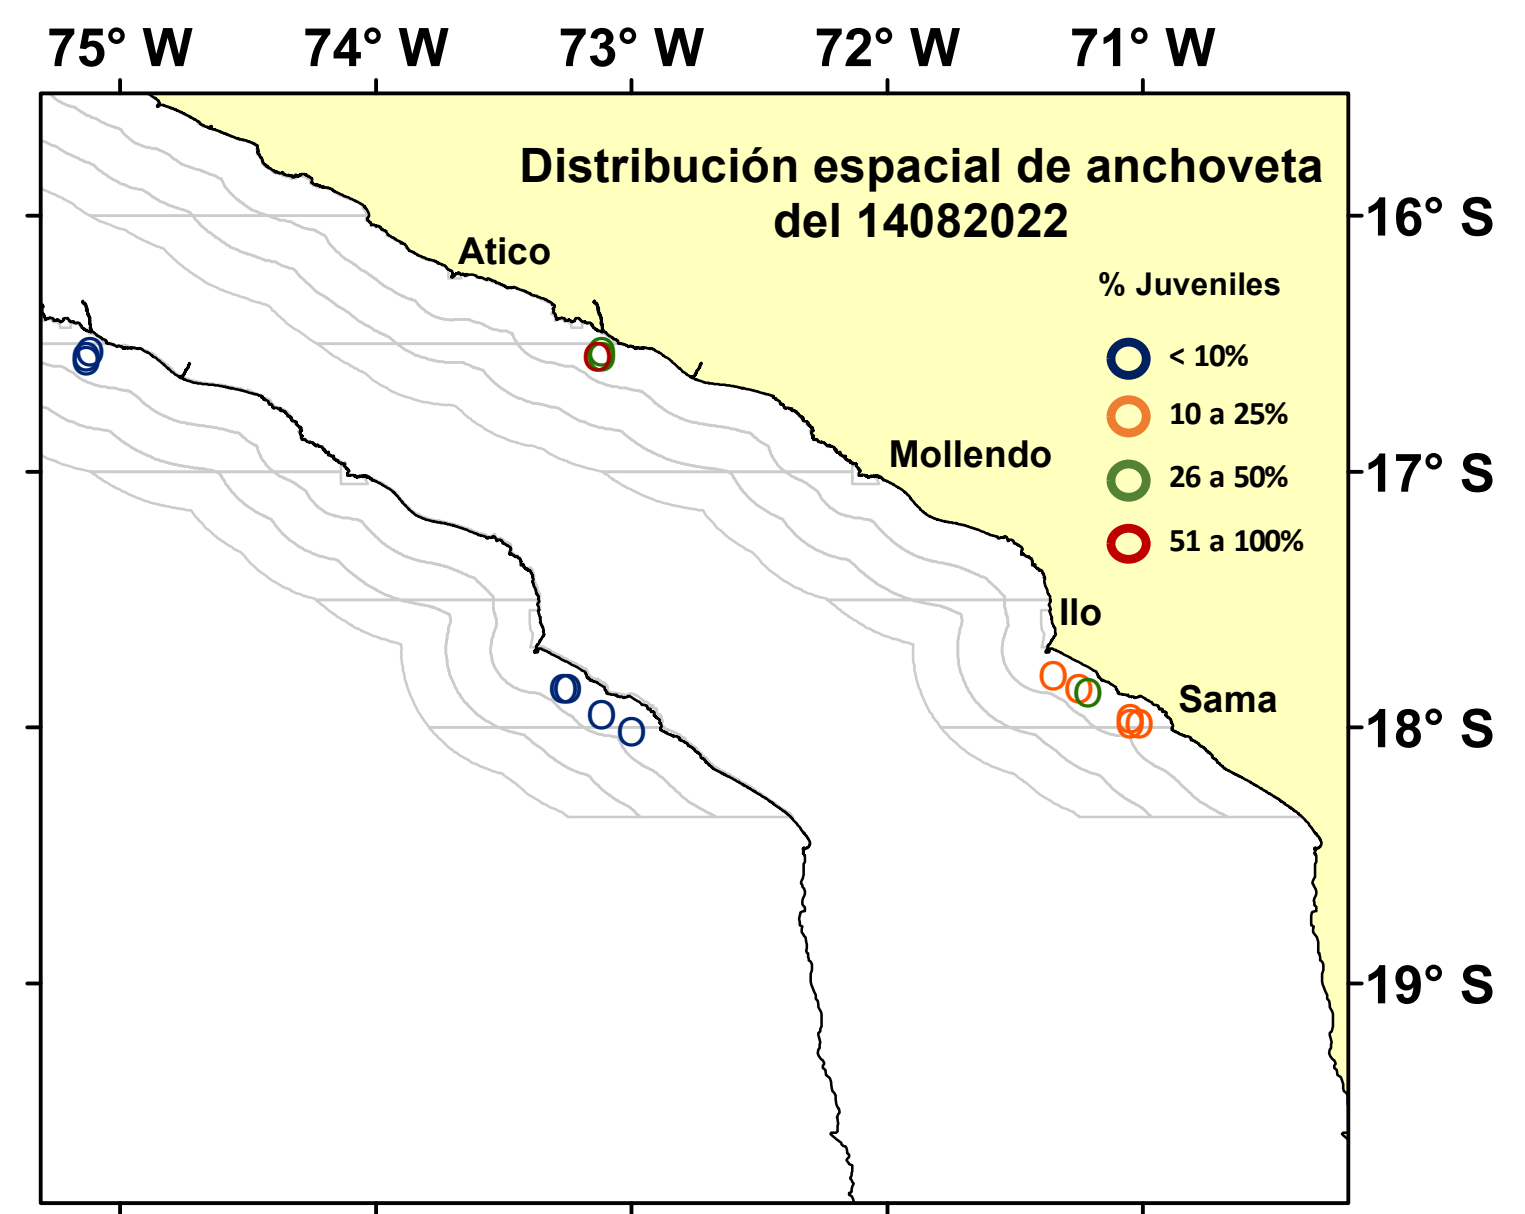 75° W 74° W 73° W 72° W 71° W
Distribución espacial de anchoveta
del 14082022
16° S
Atico
% Juveniles
< 10%
10 a 25%
Mollendo
17° S
26 a 50%
51 a 100%
Ilo
Sama
18° S
19° S